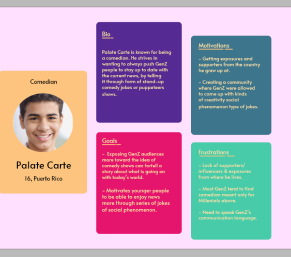 Comedian
Palate Carte
16, Puerto Rico
Bio
Palate Carte is known for being
a comedian. He strives in
wanting to always push GenZ
people to stay up to date with
the current news, by telling
it through form of stand-up
comedy jokes or puppeteers
shows.
Goals
- Exposing GenZ audiences
more toward the idea of
comedy shows can foretell a
story about what is going on
with today's world.
- Motivates younger people
to be able to enjoy news
more through series of jokes
of social phenomenon.
Motivations
- Getting exposures and
supporters from the country
he grew up at.
- Creating a community
where GenZ were allowed
to camp up with kinds
of creativity social
phenomenon type of jokes.
Frustrations
- Lack of supporters/
influencers & exposures
from where he lives.
- Most GenZ tend to find
comedian meant only for
Millenials above.
- Need to speak GenZ's
communication language.